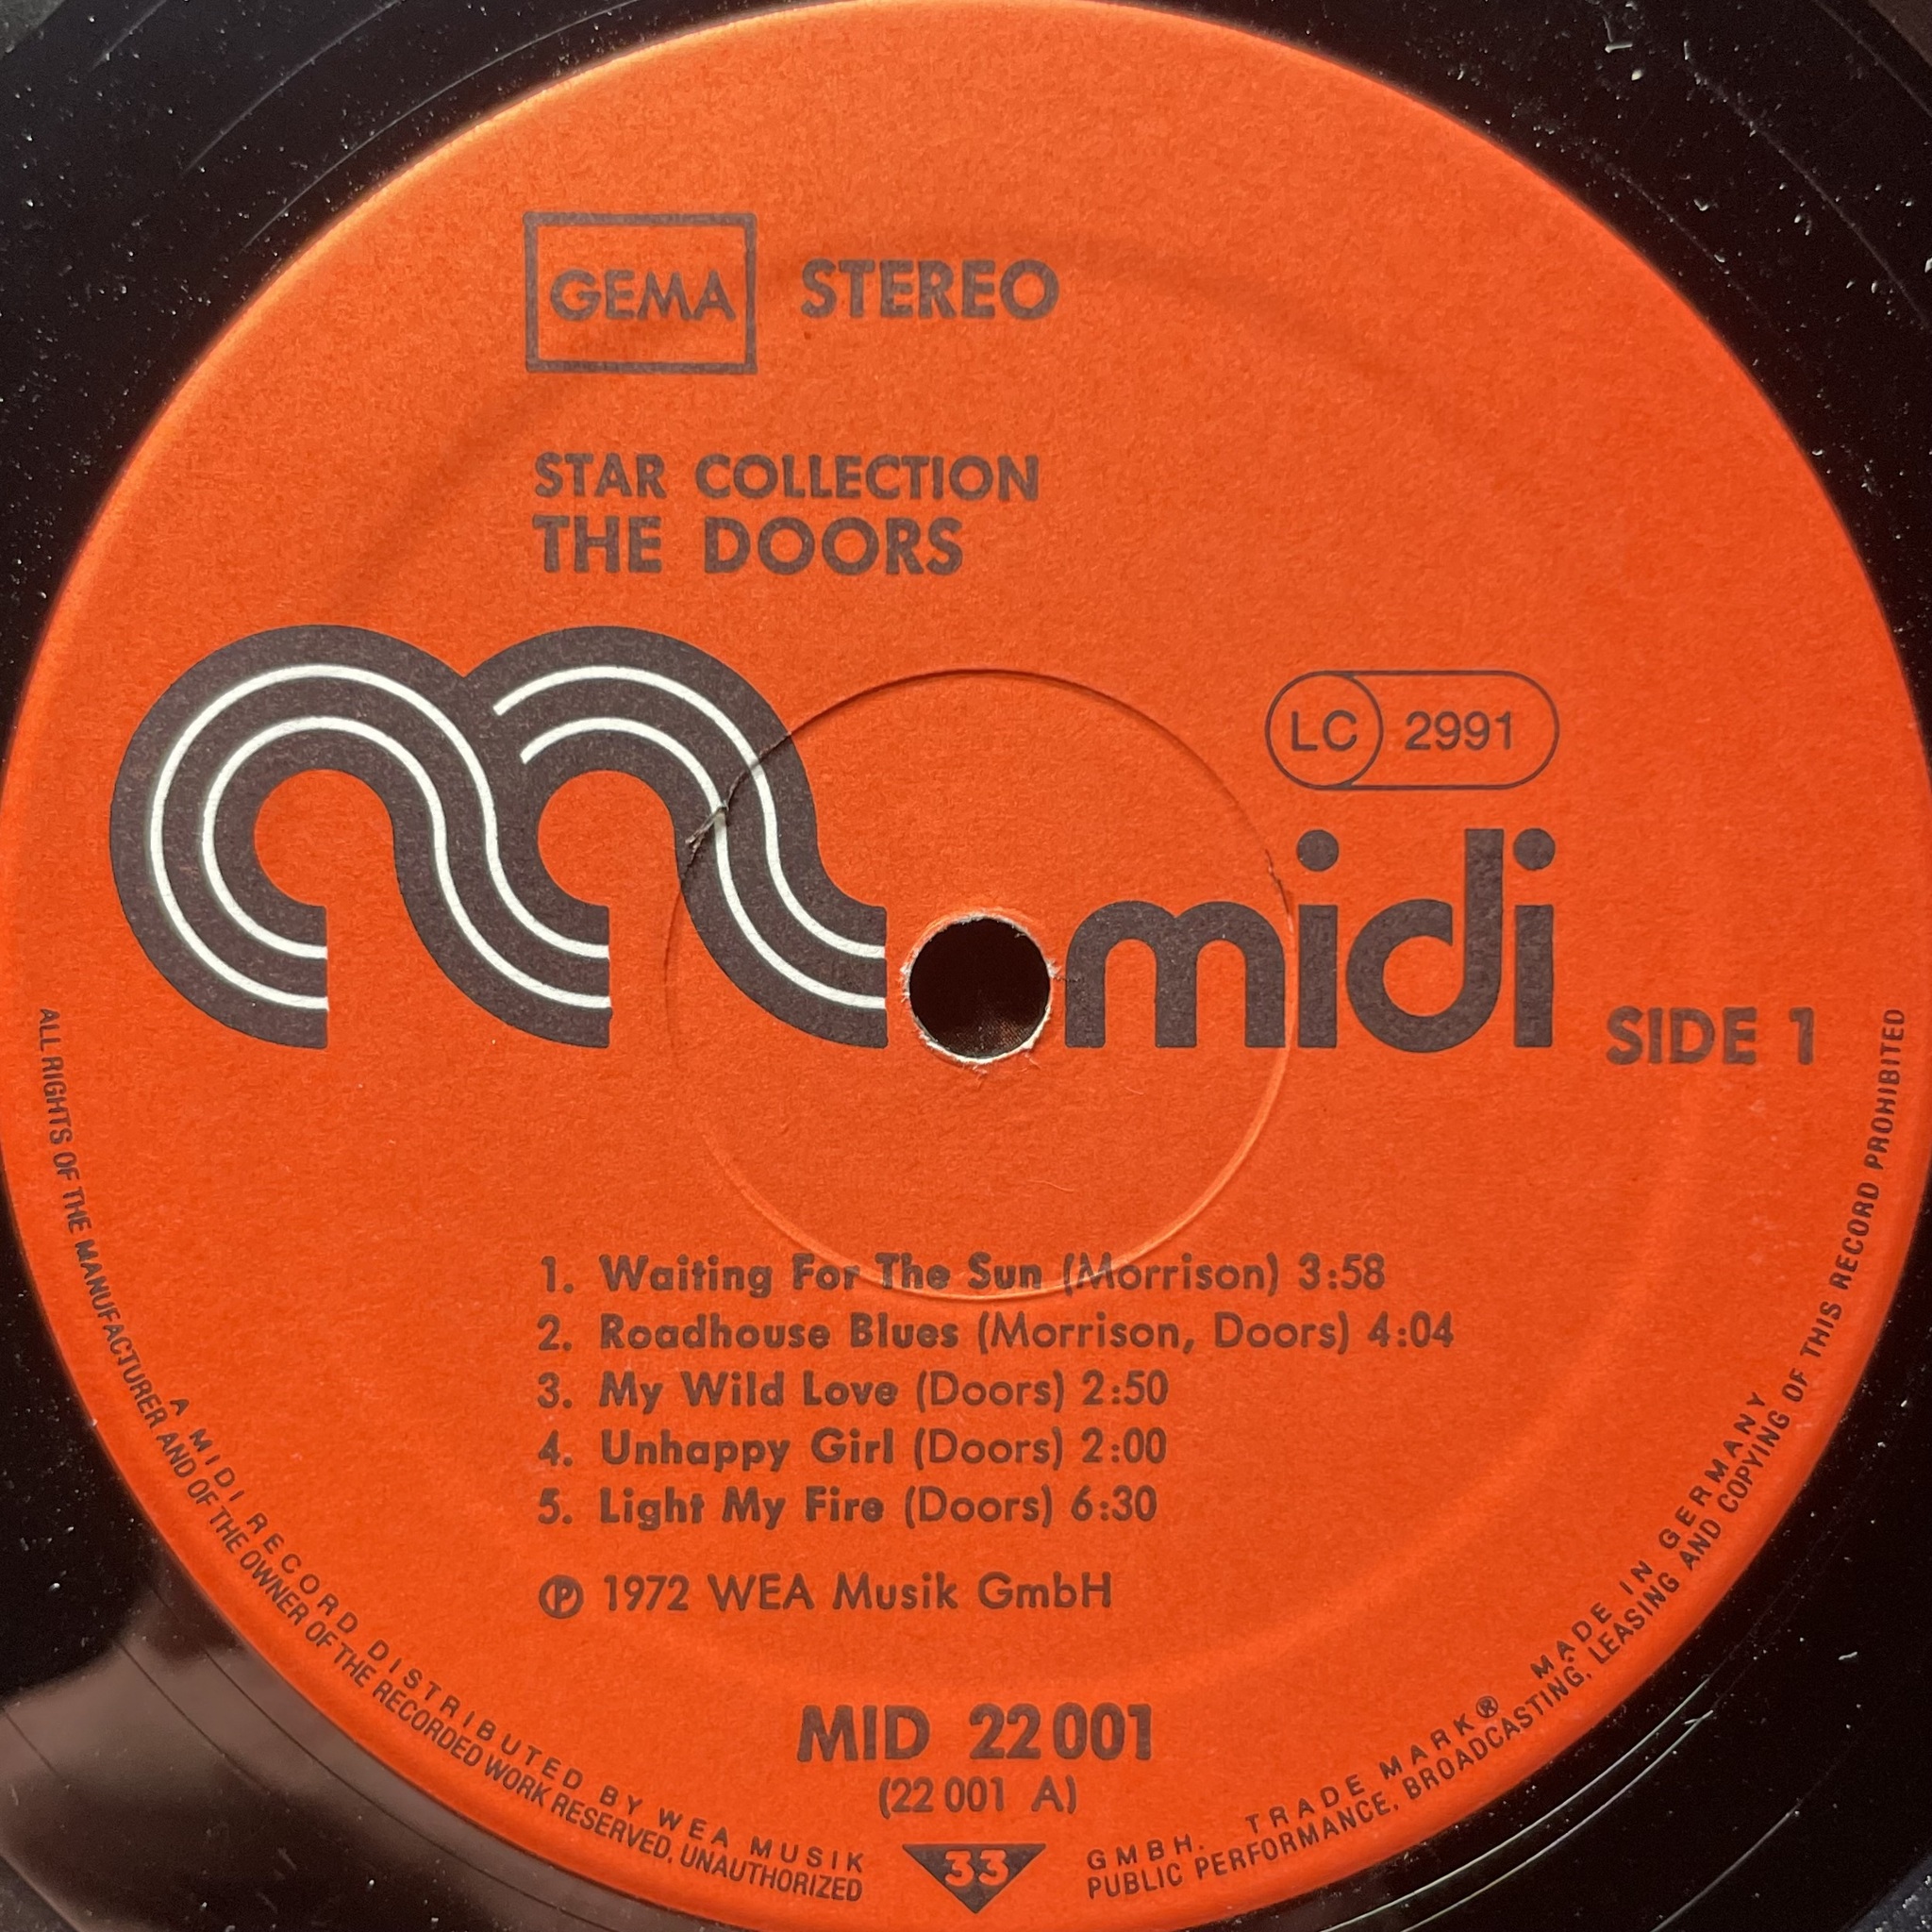 GEMA STEREO
STAR COLLECTION
THE DOORS
LC 2991
midi
SIDE 1
1. Waiting For The Sun (Morrison) 3:58
2. Roadhouse Blues (Morrison, Doors) 4:04
3. My Wild Love (Doors) 2:50
4. Unhappy Girl (Doors) 2:00
5. Light My Fire (Doors) 6:30
Ⓟ 1972 WEA Musik GmbH
MID 22 001
(22 001 A)
33
A MIDI RECORD DISTRIBUTED BY WEA MUSIK GMBH. TRADE MARK® MADE IN GERMANY
ALL RIGHTS OF THE MANUFACTURER AND OF THE OWNER OF THE RECORDED WORK RESERVED. UNAUTHORIZED PUBLIC PERFORMANCE, BROADCASTING, LEASING AND COPYING OF THIS RECORD PROHIBITED